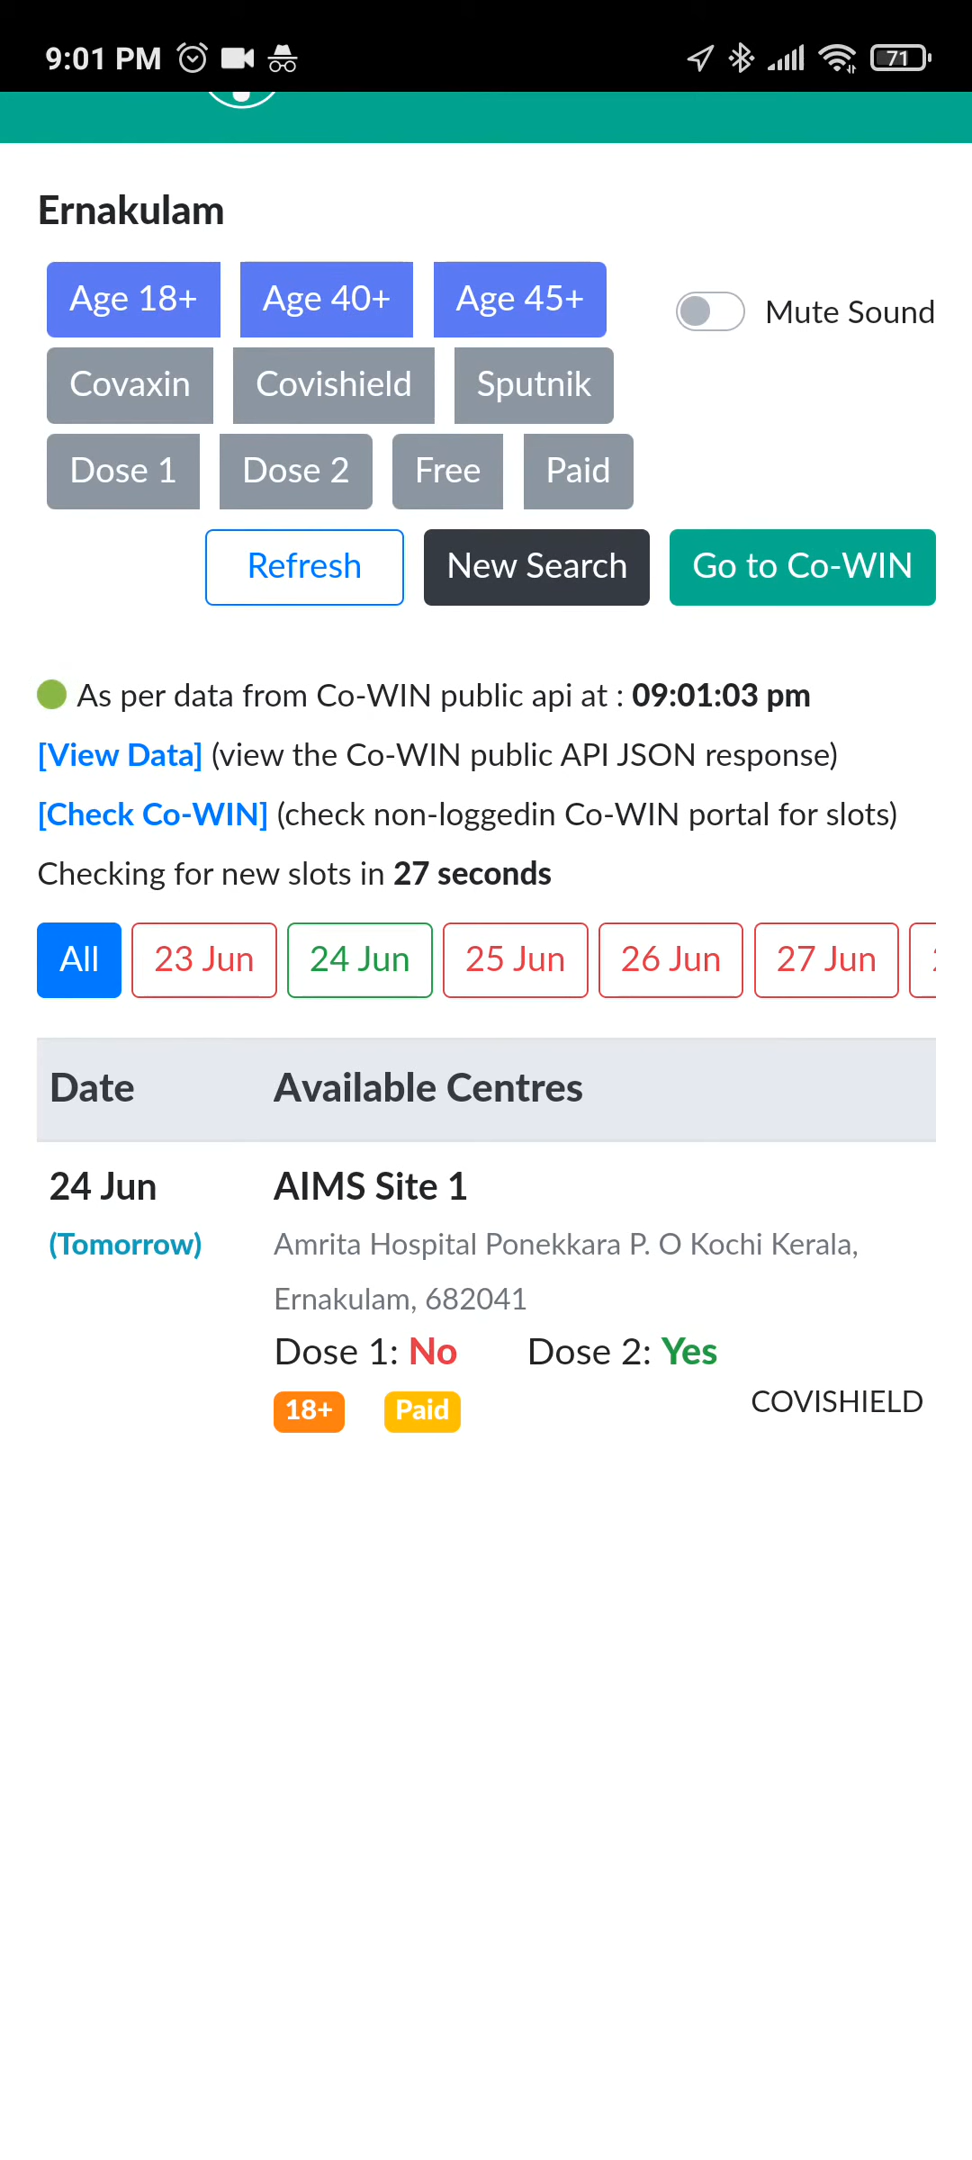 9:01 PM 71
Ernakulam
Age 18+ Age 40+ Age 45+ Mute Sound
Covaxin Covishield Sputnik
Dose 1 Dose 2 Free Paid
Refresh New Search Go to Co-WIN
As per data from Co-WIN public api at : 09:01:03 pm
[View Data] (view the Co-WIN public API JSON response)
[Check Co-WIN] (check non-loggedin Co-WIN portal for slots)
Checking for new slots in 27 seconds
All 23 Jun 24 Jun 25 Jun 26 Jun 27 Jun
Date Available Centres
24 Jun AIMS Site 1
(Tomorrow) Amrita Hospital Ponekkara P. O Kochi Kerala,
Ernakulam, 682041
Dose 1: No Dose 2: Yes
18+ Paid COVISHIELD